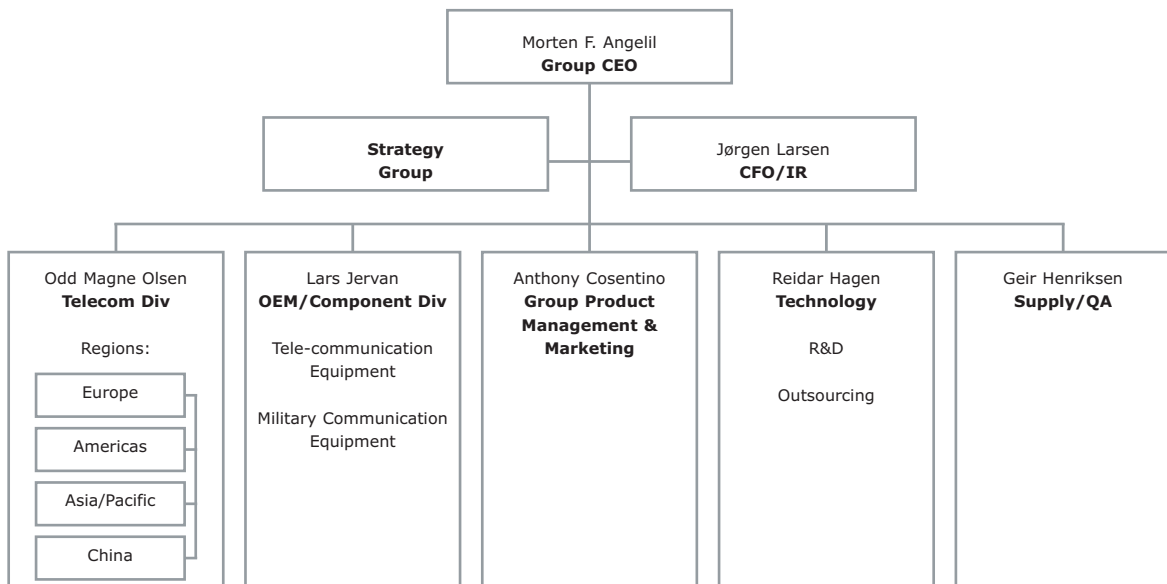 Morten F. Angelil
Group CEO
Strategy
Group
Jørgen Larsen
CFO/IR
Odd Magne Olsen
Telecom Div
Regions:
Europe
Americas
Asia/Pacific
China
Lars Jervan
OEM/Component Div
Tele-communication
Equipment
Military Communication
Equipment
Anthony Cosentino
Group Product
Management &
Marketing
Reidar Hagen
Technology
R&D
Outsourcing
Geir Henriksen
Supply/QA